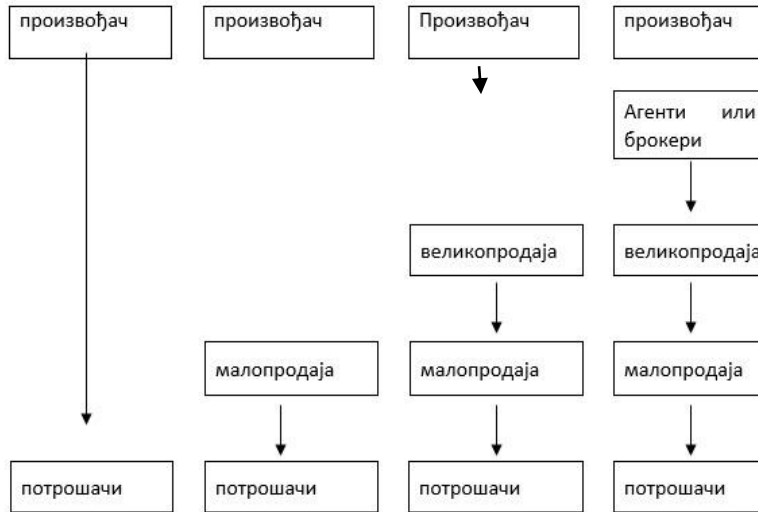 произвођач
произвођач
Произвођач
произвођач
Агенти или
брокери
великопродаја
великопродаја
малопродаја
малопродаја
малопродаја
потрошачи
потрошачи
потрошачи
потрошачи